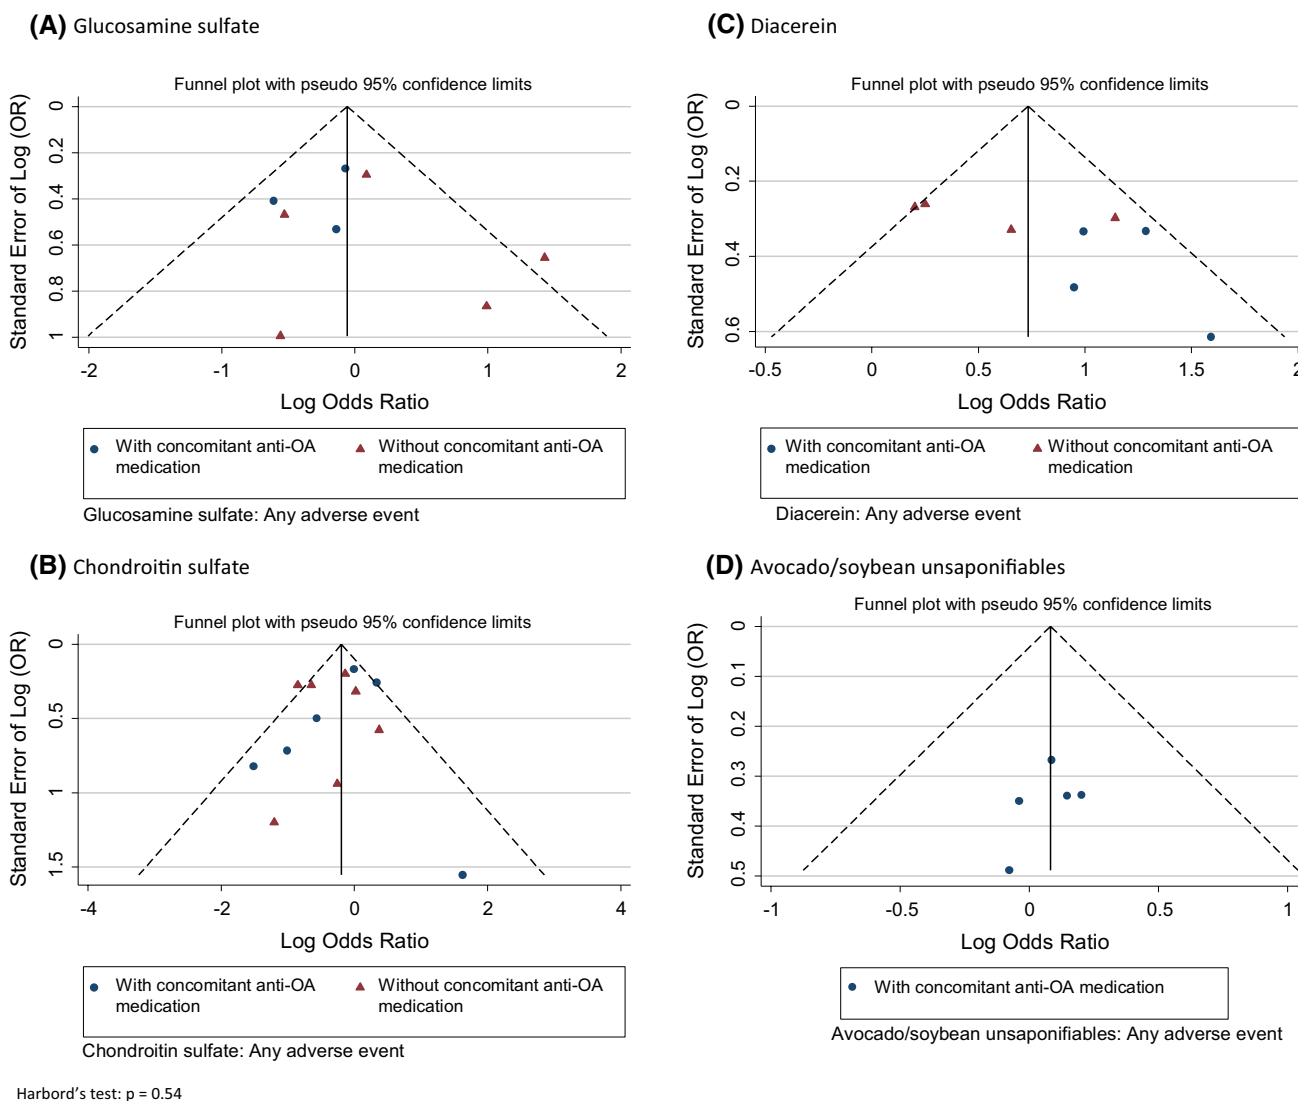 (A) Glucosamine sulfate
Funnel plot with pseudo 95% confidence limits
Standard Error of Log (OR)
0
0.2
0.4
0.6
0.8
1
-2 -1 0 1 2
Log Odds Ratio
With concomitant anti-OA
medication
Without concomitant anti-OA
medication
Glucosamine sulfate: Any adverse event
(B) Chondroitin sulfate
Funnel plot with pseudo 95% confidence limits
Standard Error of Log (OR)
0
0.5
1
1.5
-4 -2 0 2 4
Log Odds Ratio
With concomitant anti-OA
medication
Without concomitant anti-OA
medication
Chondroitin sulfate: Any adverse event
Harbord's test: p = 0.54
(C) Diacerein
Funnel plot with pseudo 95% confidence limits
Standard Error of Log (OR)
0
0.2
0.4
0.6
-0.5 0 0.5 1 1.5 2
Log Odds Ratio
With concomitant anti-OA
medication
Without concomitant anti-OA
medication
Diacerein: Any adverse event
(D) Avocado/soybean unsaponifiables
Funnel plot with pseudo 95% confidence limits
Standard Error of Log (OR)
0
0.1
0.2
0.3
0.4
0.5
-1 -0.5 0 0.5 1
Log Odds Ratio
With concomitant anti-OA medication
Avocado/soybean unsaponifiables: Any adverse event